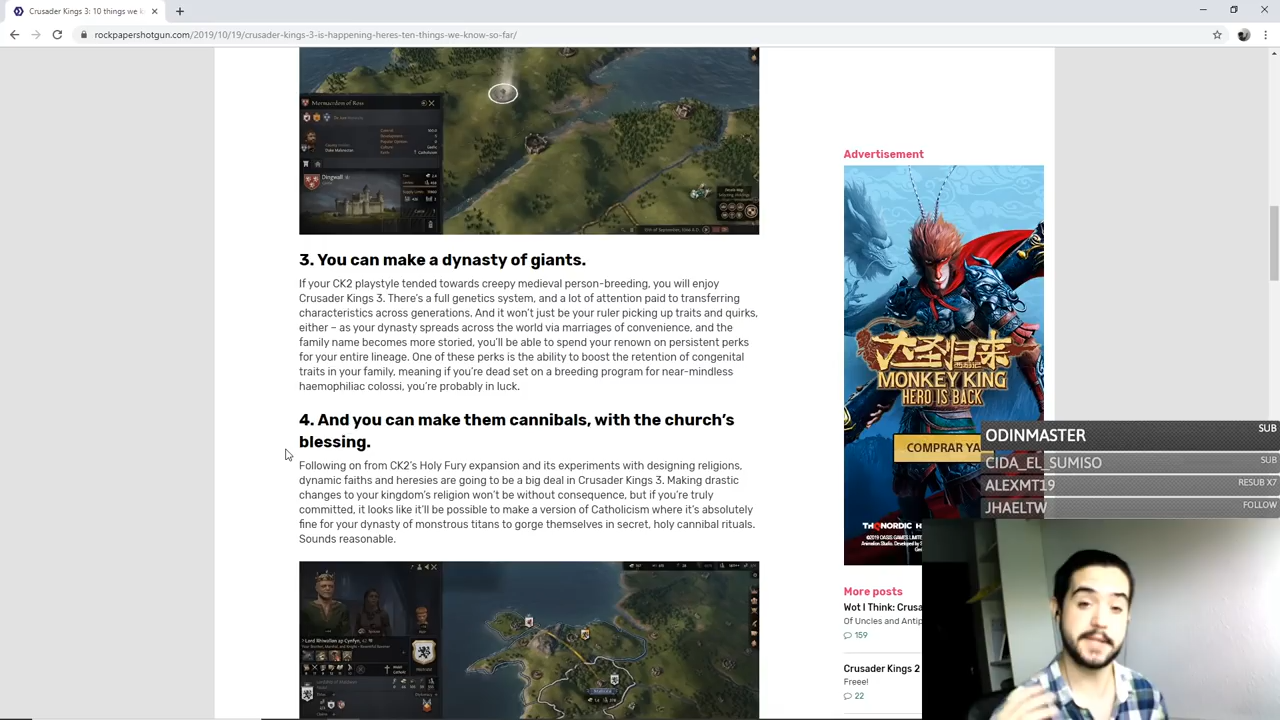 Crusader Kings 3: 10 things we k
rockpapershotgun.com/2019/10/19/crusader-kings-3-is-happening-heres-ten-things-we-know-so-far/
Mormaerdom of Ross
Dingwall
3. You can make a dynasty of giants.
If your CK2 playstyle tended towards creepy medieval person-breeding, you will enjoy
Crusader Kings 3. There's a full genetics system, and a lot of attention paid to transferring
characteristics across generations. And it won't just be your ruler picking up traits and quirks,
either – as your dynasty spreads across the world via marriages of convenience, and the
family name becomes more storied, you'll be able to spend your renown on persistent perks
for your entire lineage. One of these perks is the ability to boost the retention of congenital
traits in your family, meaning if you're dead set on a breeding program for near-mindless
haemophiliac colossi, you're probably in luck.
4. And you can make them cannibals, with the church's
blessing.
Following on from CK2's Holy Fury expansion and its experiments with designing religions,
dynamic faiths and heresies are going to be a big deal in Crusader Kings 3. Making drastic
changes to your kingdom's religion won't be without consequence, but if you're truly
committed, it looks like it'll be possible to make a version of Catholicism where it's absolutely
fine for your dynasty of monstrous titans to gorge themselves in secret, holy cannibal rituals.
Sounds reasonable.
Advertisement
大圣归来
MONKEY KING
HERO IS BACK
COMPRAR YA
THQNORDIC
ODINMASTER SUB
CIDA_EL_SUMISO SUB
ALEXMT19 RESUB X7
JHAELTW FOLLOW
More posts
Wot I Think: Crusa
Of Uncles and Antip
159
Crusader Kings 2
Freee!
22